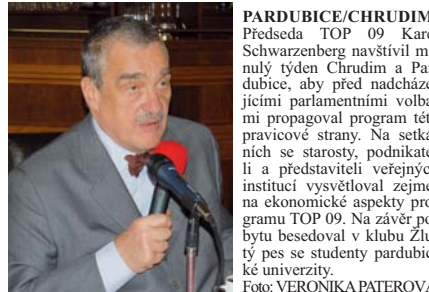 PARDUBICE/CHRUDIM
Předseda TOP 09 Kare
Schwarzenberg navštívil mi
nulý týden Chrudim a Par
dubice, aby před nadcháze
jícími parlamentními volba
mi propagoval program tét
pravicové strany. Na setká
ních se starosty, podnikate
li a představiteli veřejnýc
institucí vysvětloval zejmé
na ekonomické aspekty pro
gramu TOP 09. Na závěr po
bytu besedoval v klubu Žlu
tý pes se studenty pardubic
ké univerzity.
Foto: VERONIKA PATEROVÁ